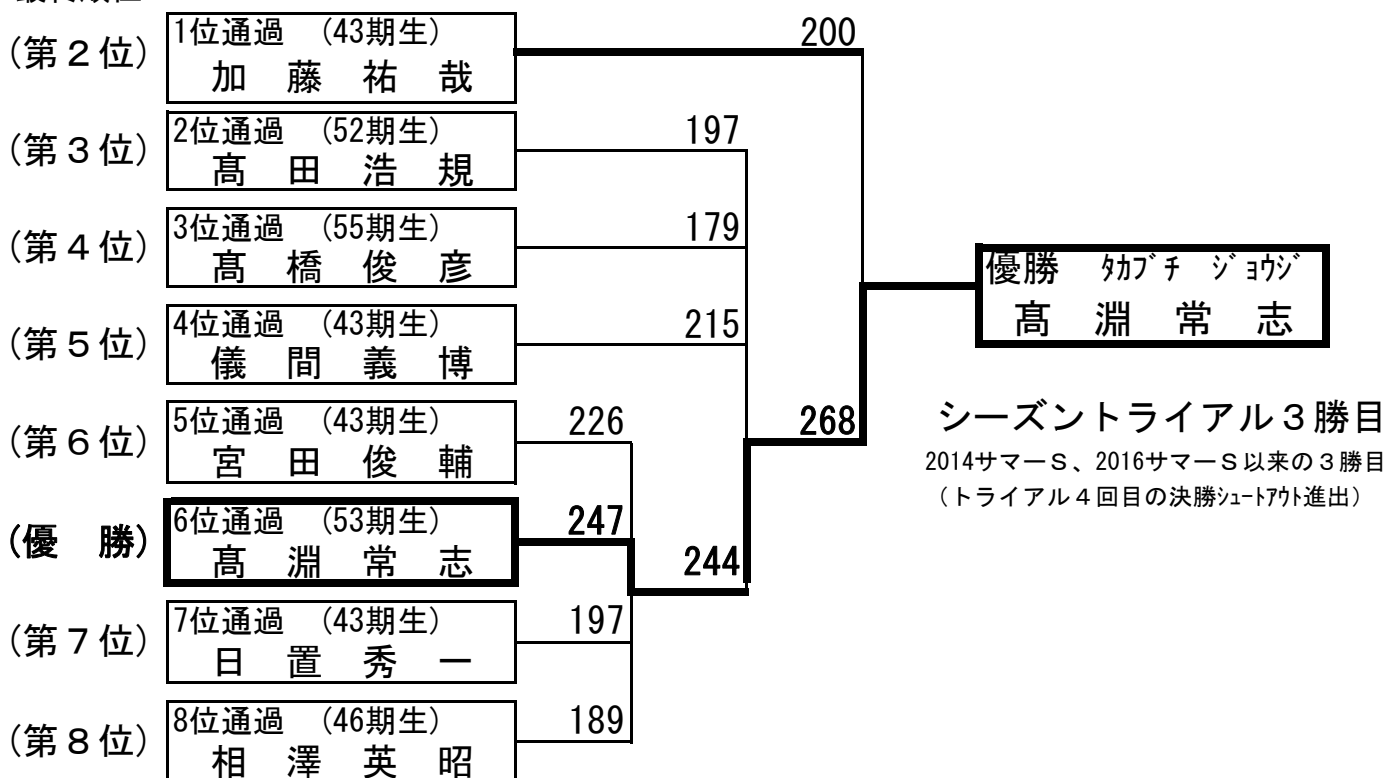 (第２位)
1位通過 (43期生)
加 藤 祐 哉
200
(第３位)
2位通過 (52期生)
髙 田 浩 規
197
(第４位)
3位通過 (55期生)
髙 橋 俊 彦
179
(第５位)
4位通過 (43期生)
儀 間 義 博
215
(第６位)
5位通過 (43期生)
宮 田 俊 輔
226
(優 勝)
6位通過 (53期生)
髙 淵 常 志
247
244
268
(第７位)
7位通過 (43期生)
日 置 秀 一
197
(第８位)
8位通過 (46期生)
相 澤 英 昭
189
優勝 ﾀｶﾌﾞﾁ ｼﾞｮｳｼﾞ
髙 淵 常 志
シーズントライアル３勝目
2014サマーＳ、2016サマーＳ以来の３勝目
（トライアル４回目の決勝ｼｭｰﾄｱｳﾄ進出）